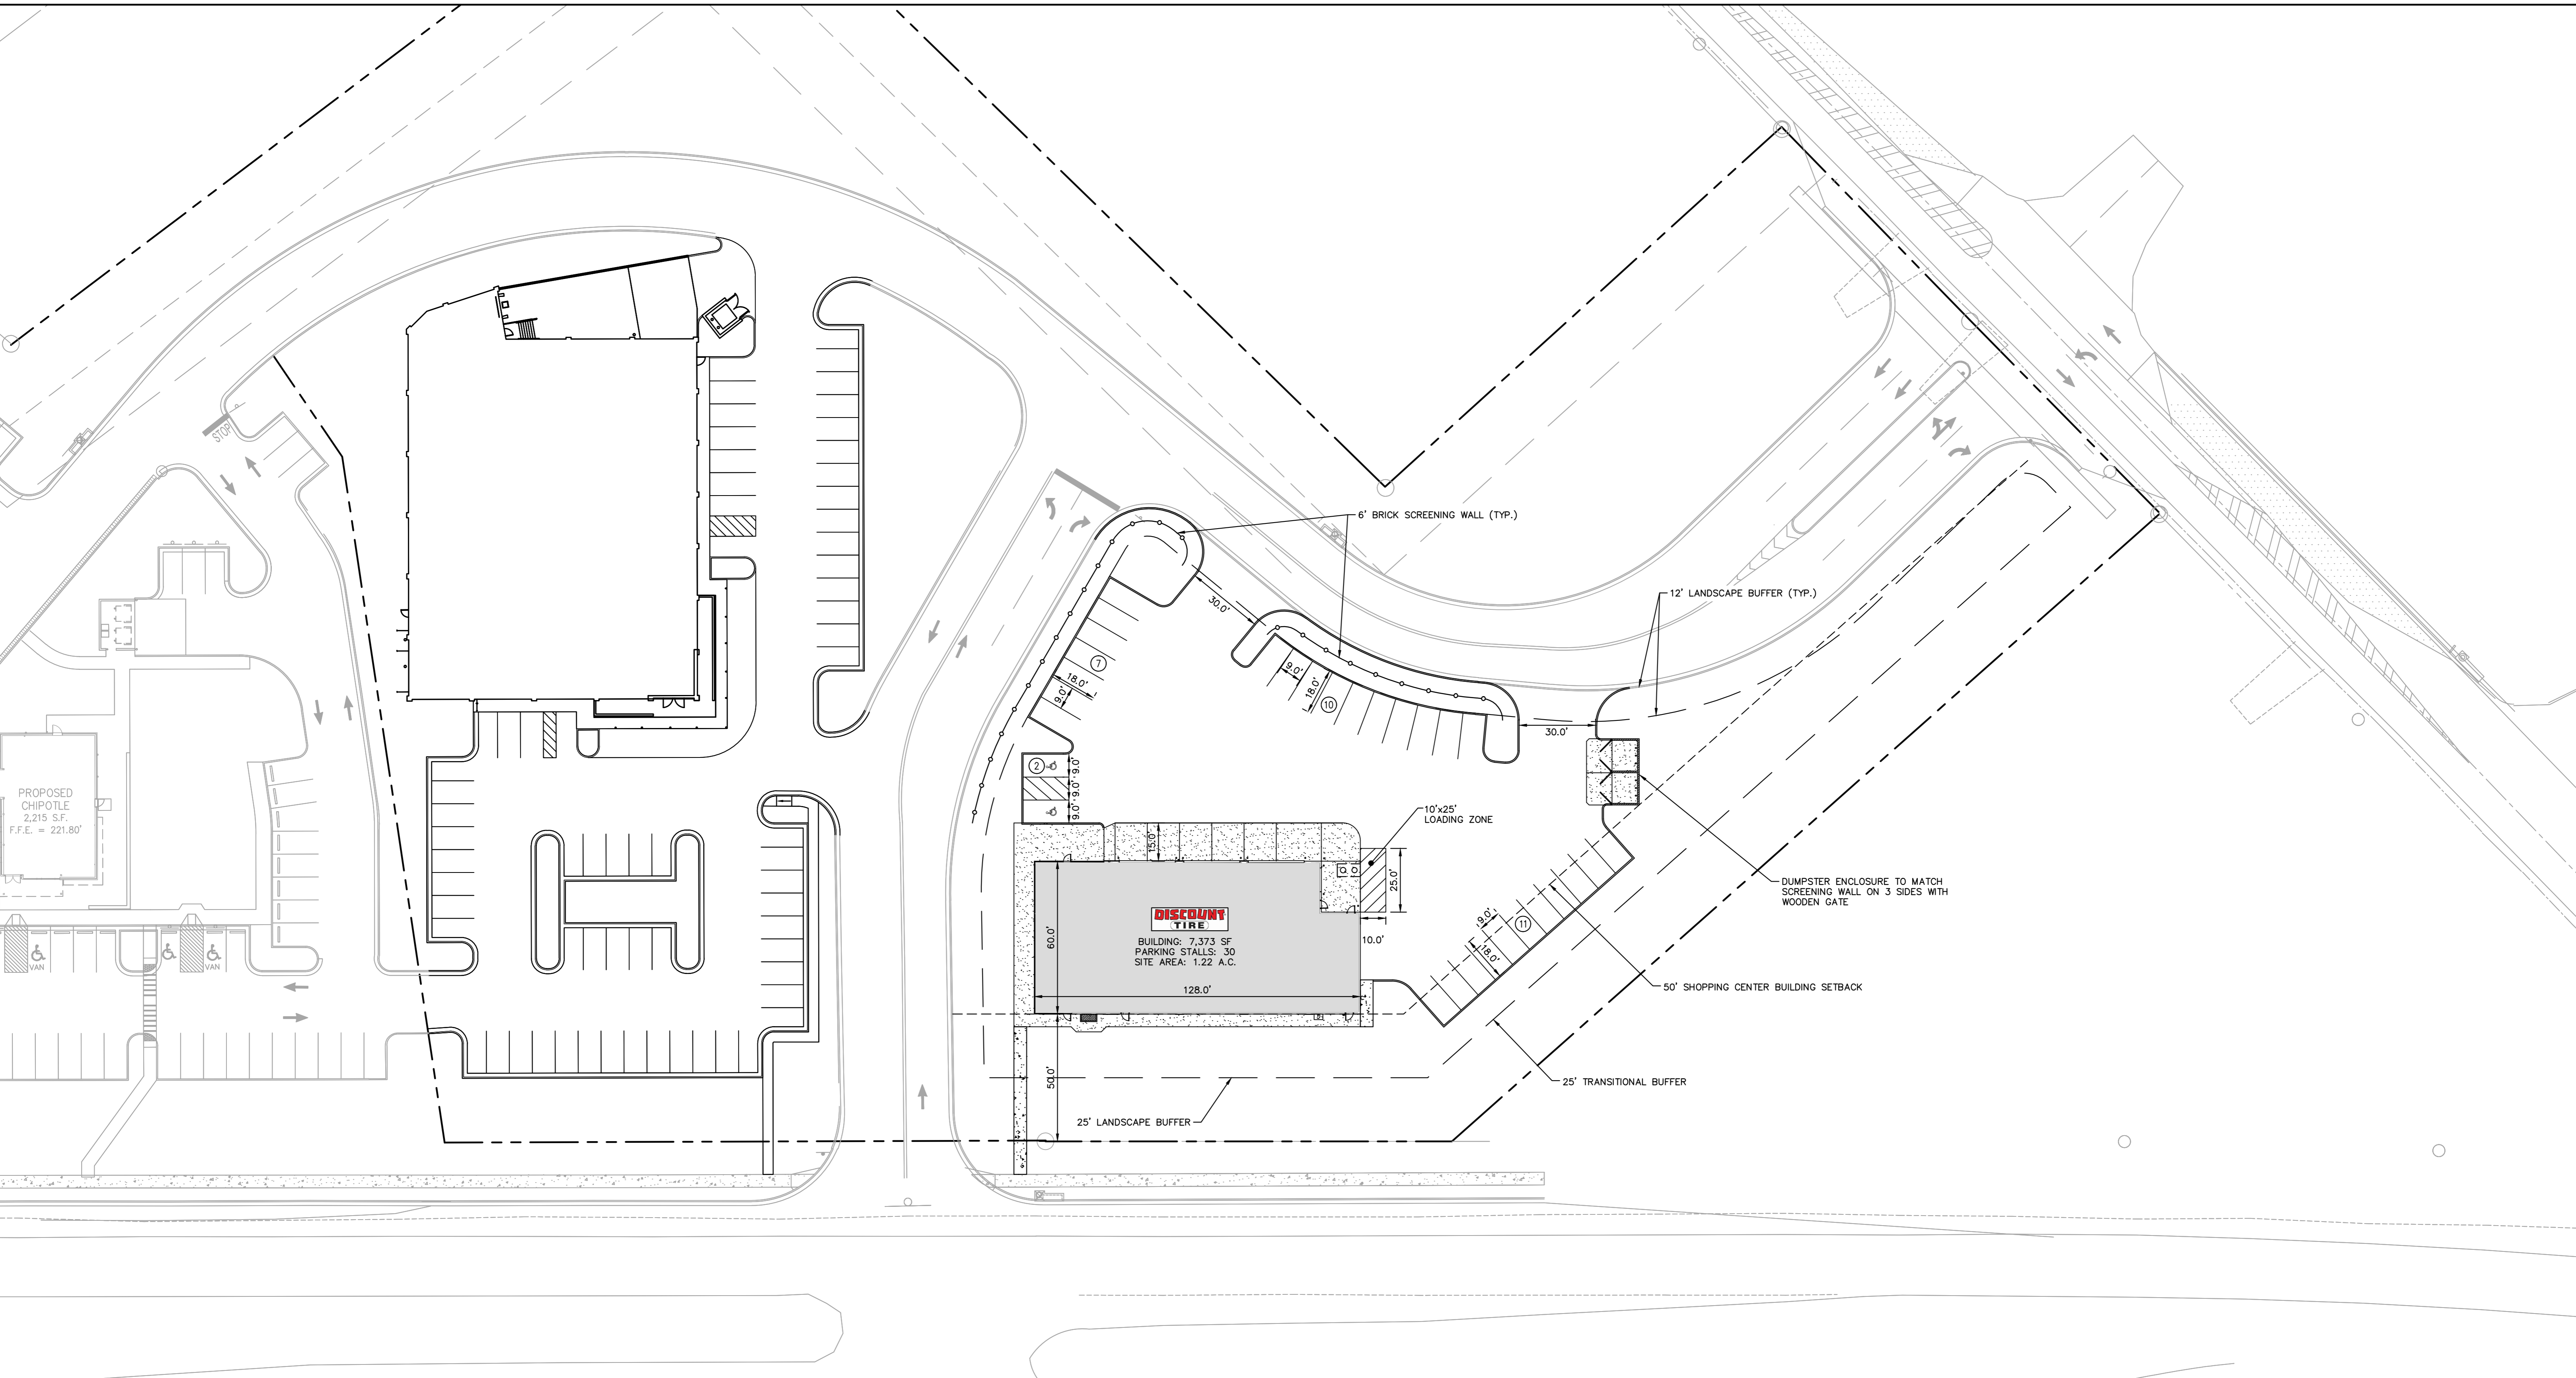 STOP
6' BRICK SCREENING WALL (TYP.)
12' LANDSCAPE BUFFER (TYP.)
30.0'
7
18.0'
9.0'
9.0'
18.0'
10
30.0'
2
9.0'
9.0'
9.0'
PROPOSED
CHIPOTLE
2,215 S.F.
F.F.E. = 221.80'
10'x25'
LOADING ZONE
15.0'
25.0'
DUMPSTER ENCLOSURE TO MATCH
SCREENING WALL ON 3 SIDES WITH
WOODEN GATE
DISCOUNT
TIRE
BUILDING: 7,373 SF
PARKING STALLS: 30
SITE AREA: 1.22 A.C.
60.0'
10.0'
9.0'
11
18.0'
VAN
VAN
128.0'
50' SHOPPING CENTER BUILDING SETBACK
50.0'
25' TRANSITIONAL BUFFER
25' LANDSCAPE BUFFER